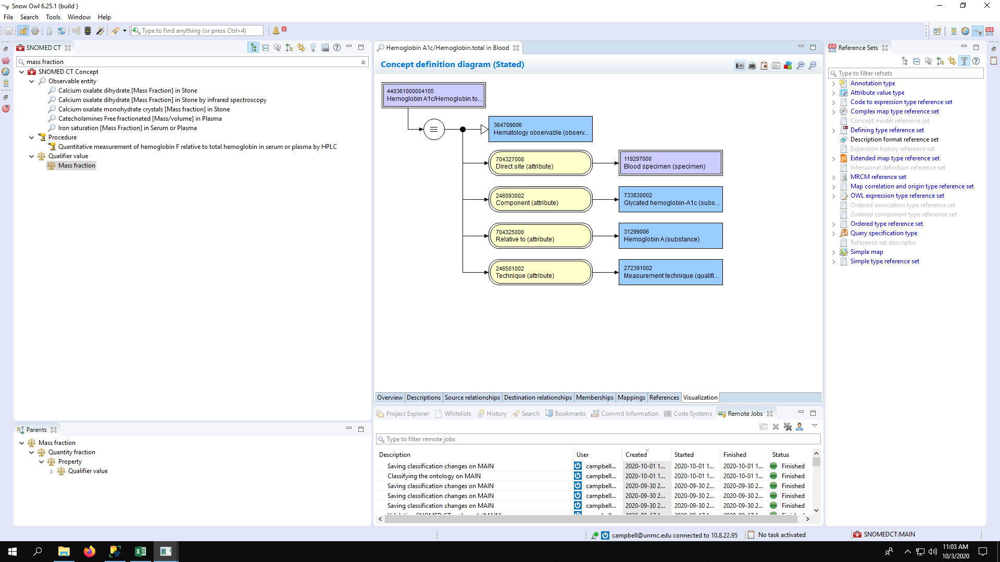 Snow Owl 6.25.1 (build )
File Search Tools Window Help
Type to find anything (or press Ctrl+4)
SNOMED CT
mass fraction
SNOMED CT Concept
Observable entity
Calcium oxalate dihydrate [Mass Fraction] in Stone
Calcium oxalate dihydrate [Mass Fraction] in Stone by infrared spectroscopy
Calcium oxalate monohydrate crystals [Mass fraction] in Stone
Catecholamines Free fractionated [Mass/volume] in Plasma
Iron saturation [Mass Fraction] in Serum or Plasma
Procedure
Quantitative measurement of hemoglobin F relative to total hemoglobin in serum or plasma by HPLC
Qualifier value
Mass fraction
Parents
Mass fraction
Quantity fraction
Property
Qualifier value
Hemoglobin A1c/Hemoglobin.total in Blood
Concept definition diagram (Stated)
440361000004105
Hemoglobin A1c/Hemoglobin.to...
364709006
Hematology observable (observ...
704327008
Direct site (attribute)
119297000
Blood specimen (specimen)
246093002
Component (attribute)
733830002
Glycated hemoglobin-A1c (subs...
704325000
Relative to (attribute)
31299006
Hemoglobin A (substance)
246501002
Technique (attribute)
272391002
Measurement technique (qualifi...
Overview Descriptions Source relationships Destination relationships Memberships Mappings References Visualization
Project Explorer Whitelists History Search Bookmarks Commit Information Code Systems Remote Jobs
Type to filter remote jobs
Description User Created Started Finished Status
Saving classification changes on MAIN campbell... 2020-10-01 1... 2020-10-01 1... 2020-10-01 1... Finished
Classifying the ontology on MAIN campbell... 2020-10-01 1... 2020-10-01 1... 2020-10-01 1... Finished
Saving classification changes on MAIN campbell... 2020-09-30 2... 2020-09-30 2... 2020-09-30 2... Finished
Saving classification changes on MAIN campbell... 2020-09-30 2... 2020-09-30 2... 2020-09-30 2... Finished
Saving classification changes on MAIN campbell... 2020-09-30 2... 2020-09-30 2... 2020-09-30 2... Finished
Reference Sets
Type to filter refsets
Annotation type
Attribute value type
Code to expression type reference set
Complex map type reference set
Concept model reference set
Defining type reference set
Description format reference set
Expansion history reference set
Extended map type reference set
Intensional definition reference set
MRCM reference set
Map correlation and origin type reference set
OWL expression type reference set
Ordered association type reference set
Ordered component type reference set
Ordered type reference set
Query specification type
Reference set descriptor
Simple map
Simple type reference set
campbell@unmc.edu connected to 10.8.22.95 No task activated SNOMEDCT:MAIN
11:03 AM
10/3/2020